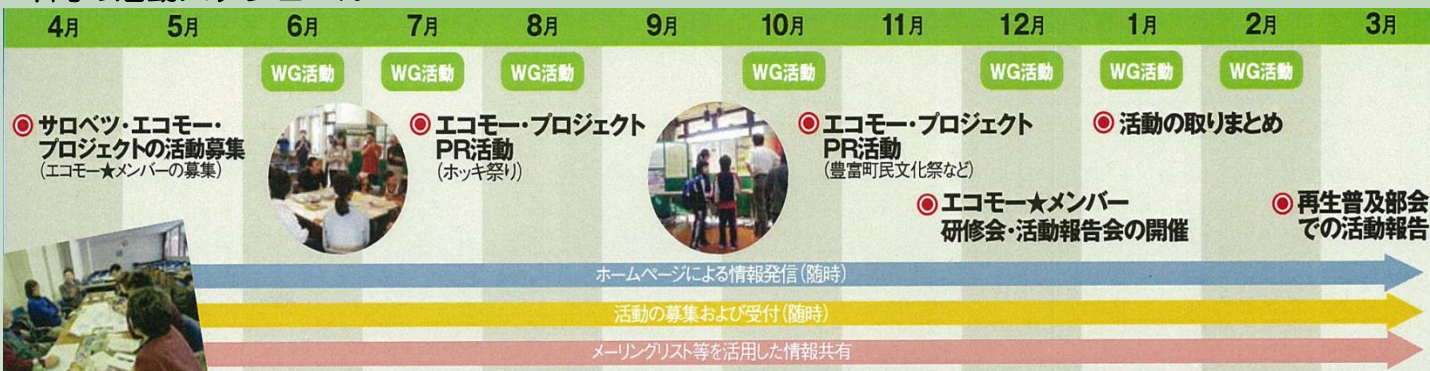 4月 5月 6月 7月 8月 9月 10月 11月 12月 1月 2月 3月
WG活動 WG活動 WG活動 WG活動 WG活動 WG活動 WG活動
サロベツ・エコモー・
プロジェクトの活動募集
(エコモー★メンバーの募集)
エコモー・プロジェクト
PR活動
(ホッキ祭り)
エコモー・プロジェクト
PR活動
(豊富町民文化祭など)
活動の取りまとめ
エコモー★メンバー
研修会・活動報告会の開催
再生普及部会
での活動報告
ホームページによる情報発信(随時)
活動の募集および受付(随時)
メーリングリスト等を活用した情報共有